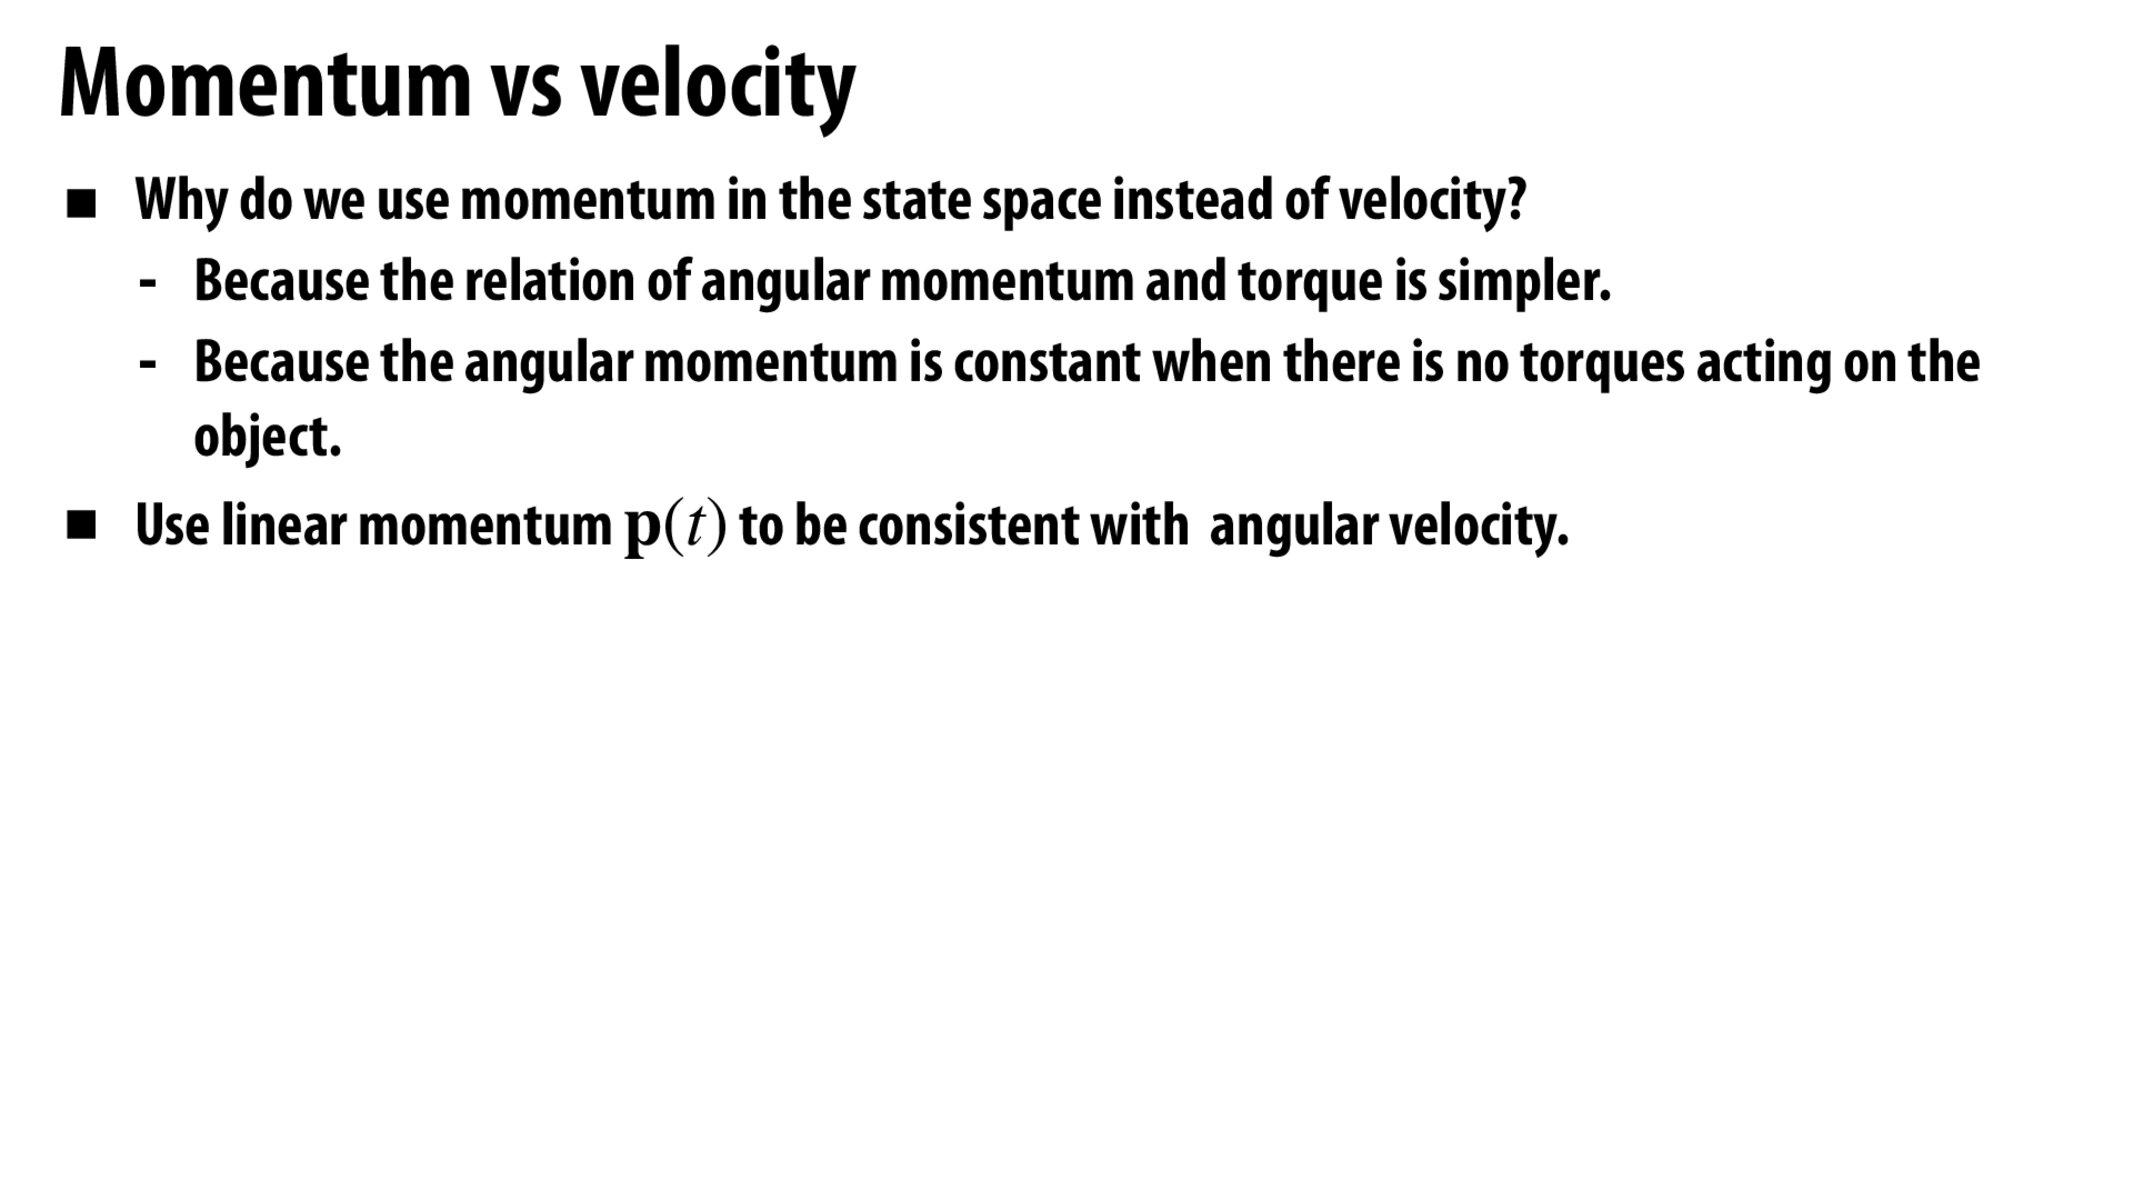 Momentum vs velocity
■ Why do we use momentum in the state space instead of velocity?
- Because the relation of angular momentum and torque is simpler.
- Because the angular momentum is constant when there is no torques acting on the
object.
■ Use linear momentum p(t) to be consistent with angular velocity.